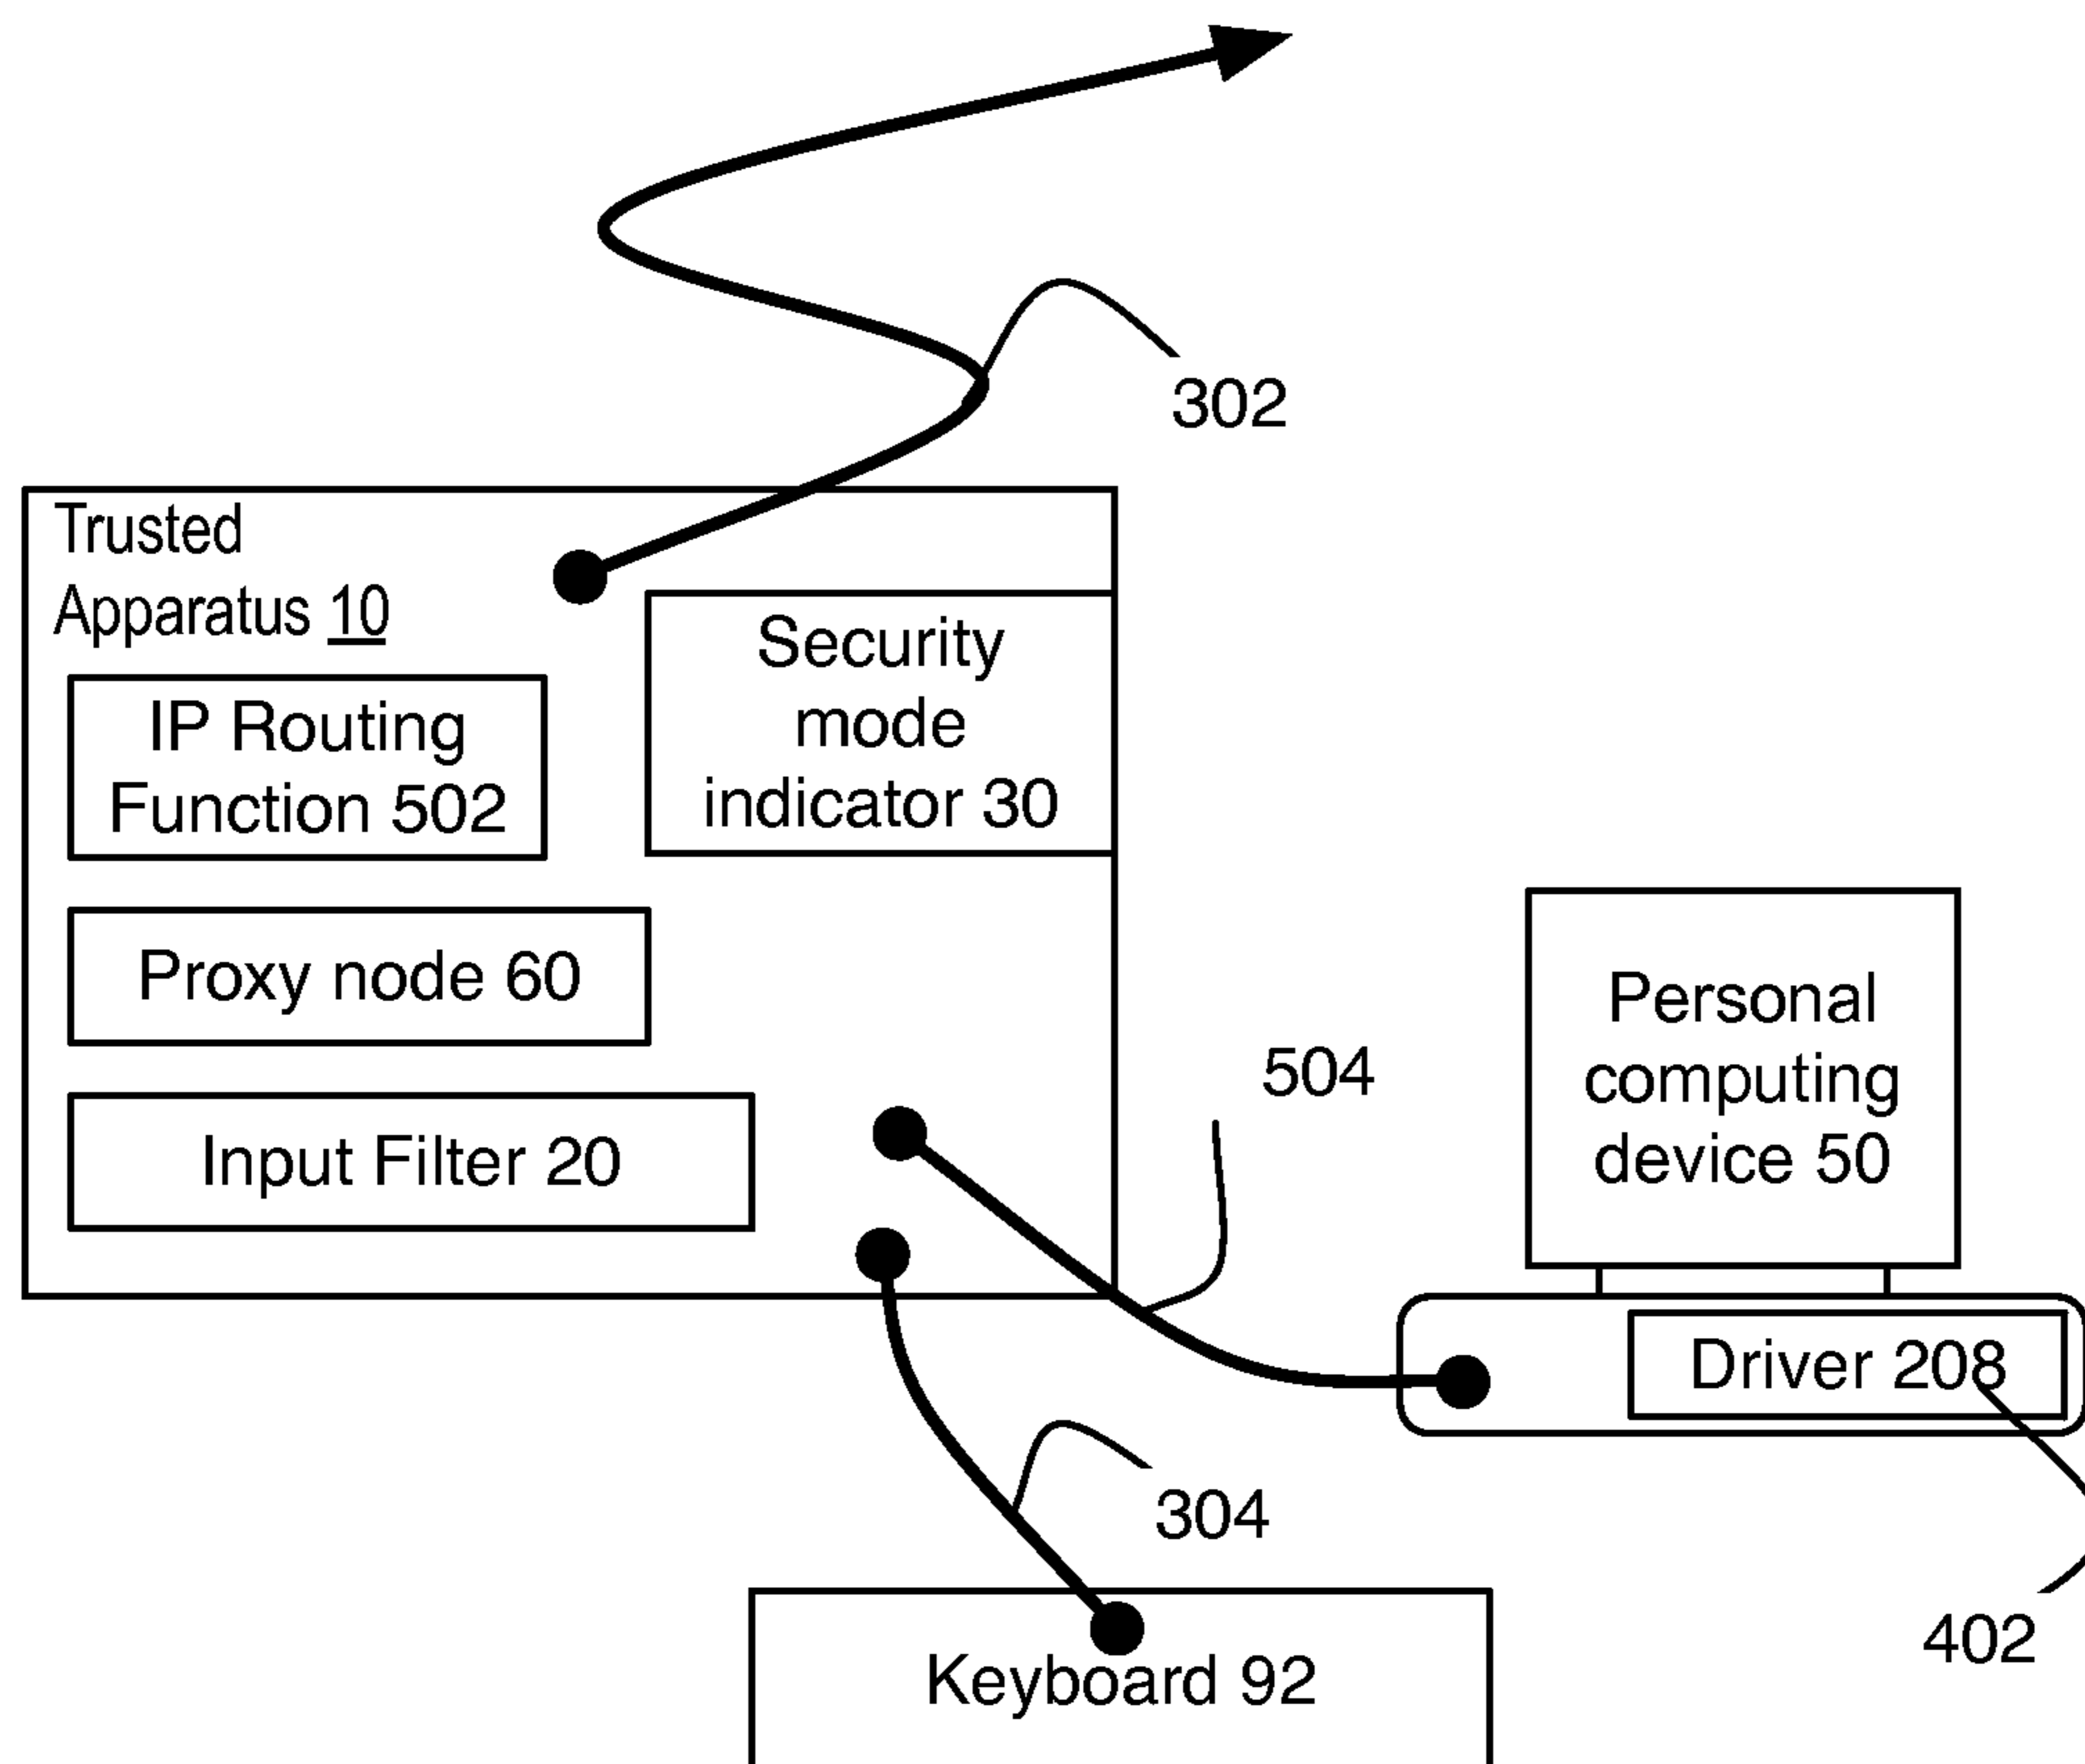 302
Trusted
Apparatus 10
Security
mode
indicator 30
IP Routing
Function 502
Proxy node 60
Input Filter 20
504
Personal
computing
device 50
Driver 208
304
402
Keyboard 92